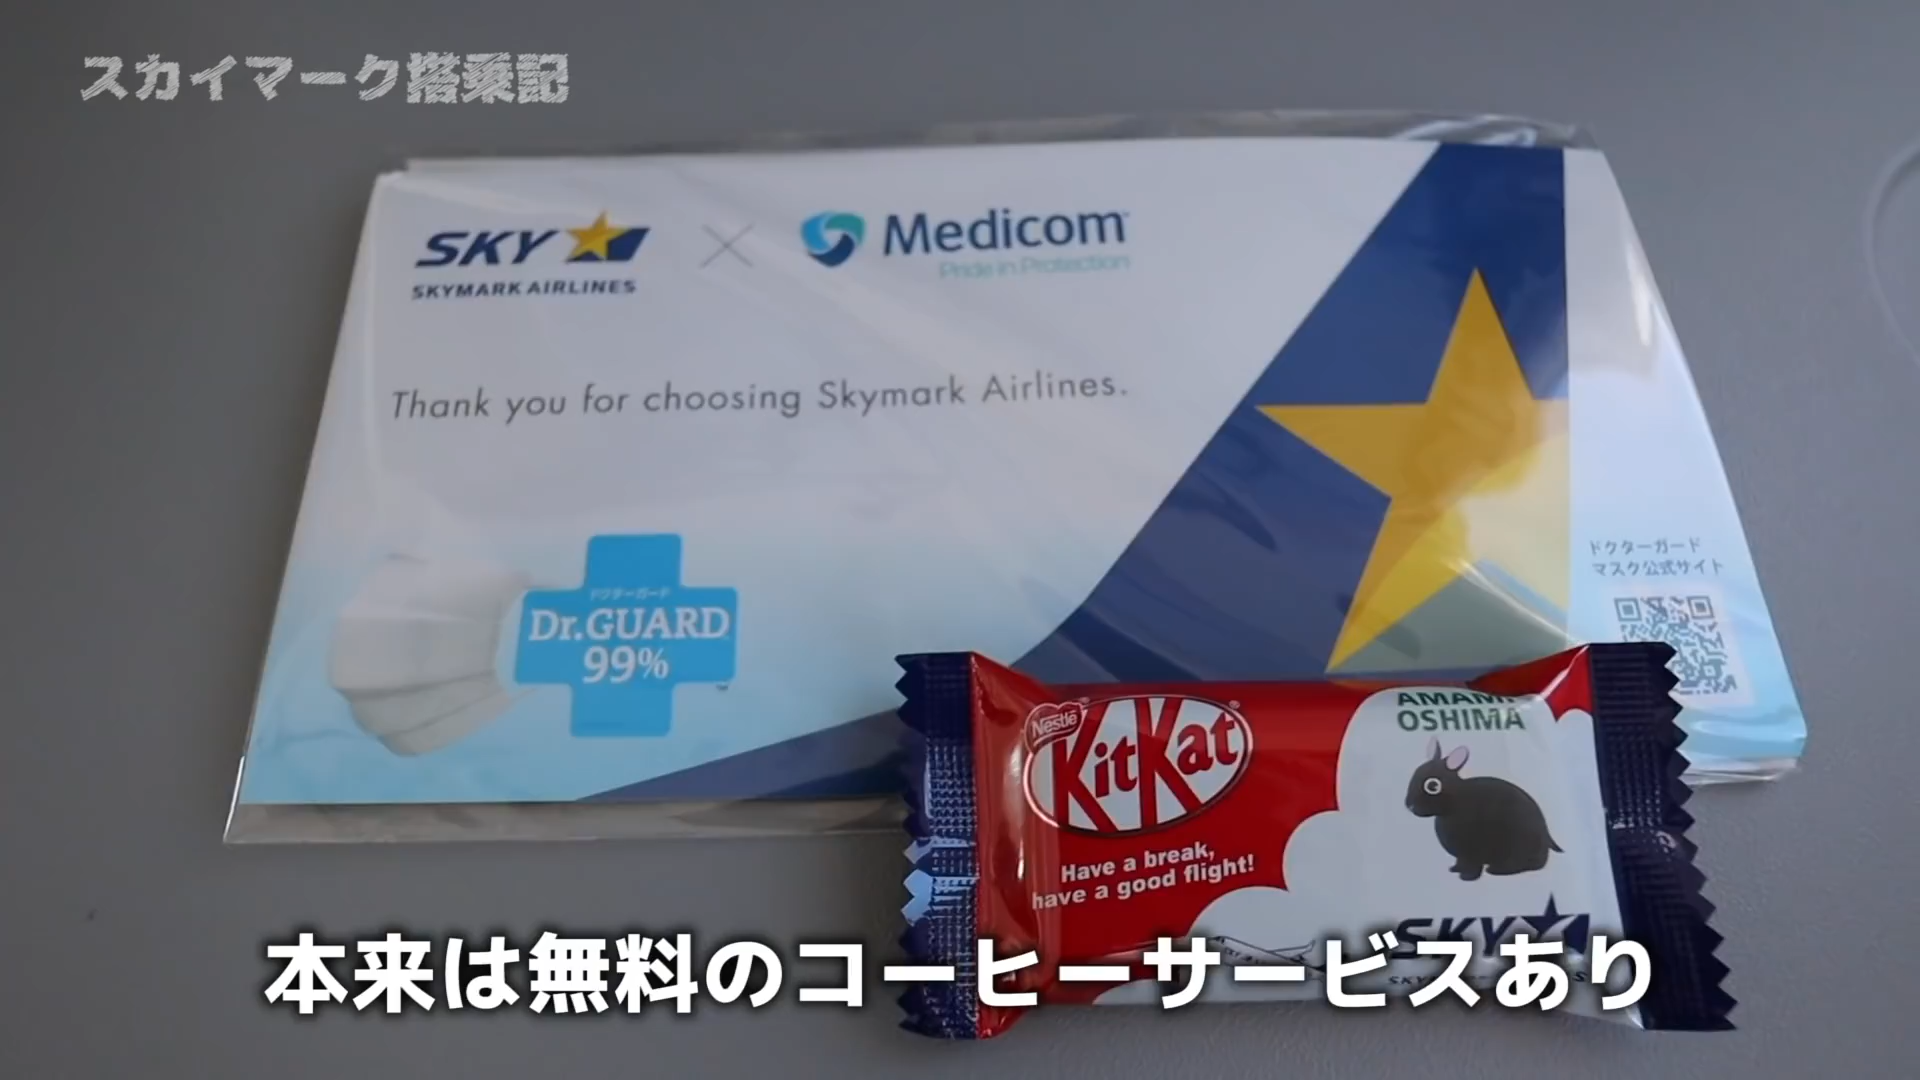 スカイマーク搭乗記
SKY
SKYMARK AIRLINES
Medicom
Pride in Protection
Thank you for choosing Skymark Airlines.
ドクターガード
マスク公式サイト
ドクターガード
Dr.GUARD
99%
Nestlé
KitKat
Have a break,
have a good flight!
AMAMI
OSHIMA
SKY
本来は無料のコーヒーサービスあり